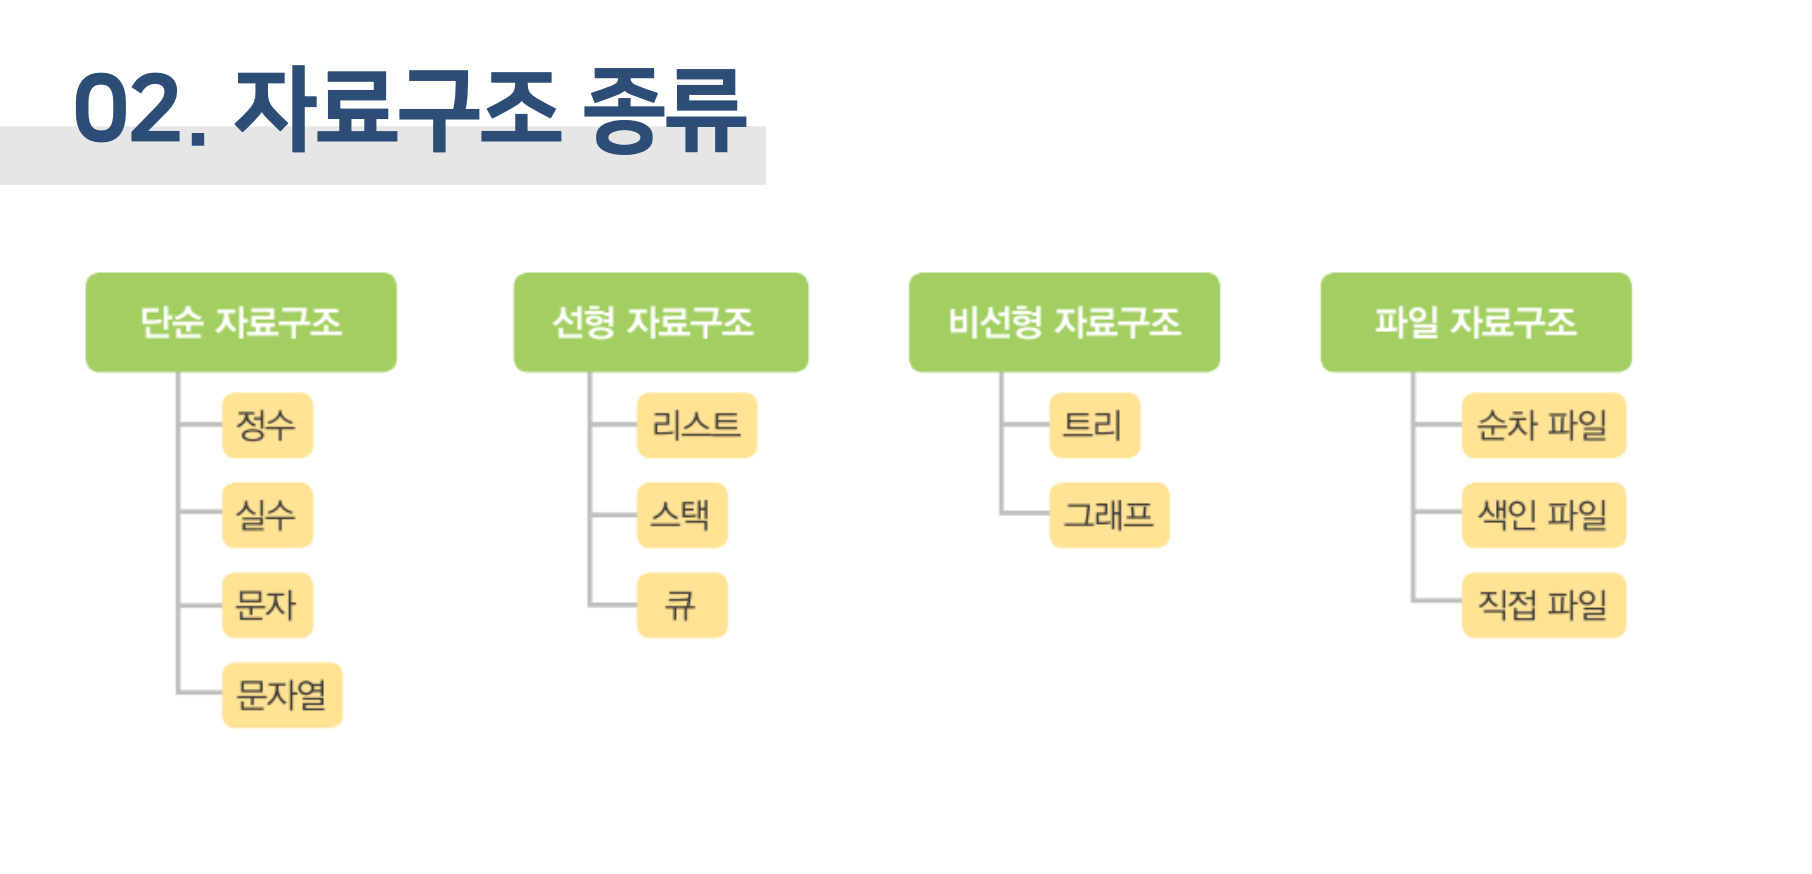 02. 자료구조 종류
단순 자료구조
정수
실수
문자
문자열
선형 자료구조
리스트
스택
큐
비선형 자료구조
트리
그래프
파일 자료구조
순차 파일
색인 파일
직접 파일